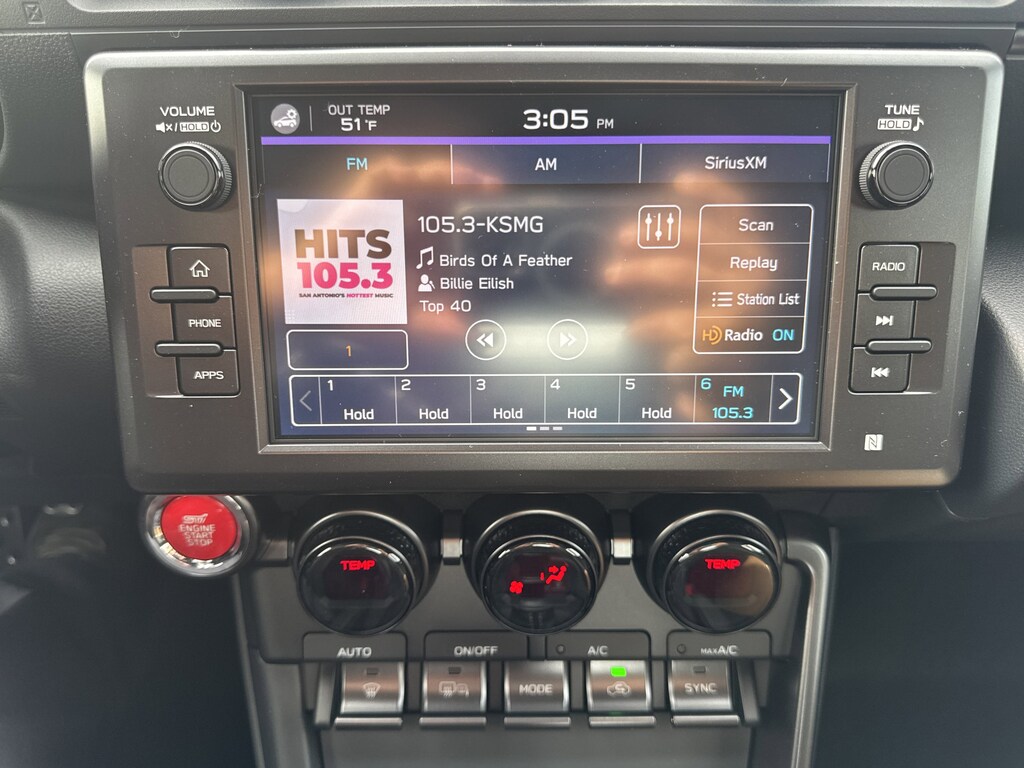 VOLUME
HOLD
OUT TEMP
51°F
3:05 PM
TUNE
HOLD
FM
AM
SiriusXM
HITS
105.3
SAN ANTONIO'S HOTTEST MUSIC
105.3-KSMG
Birds Of A Feather
Billie Eilish
Top 40
Scan
Replay
Station List
HD Radio ON
1
1
Hold
2
Hold
3
Hold
4
Hold
5
Hold
6 FM
105.3
PHONE
APPS
RADIO
STI
ENGINE
START
STOP
TEMP
TEMP
AUTO
ON/OFF
A/C
MAX A/C
MODE
SYNC